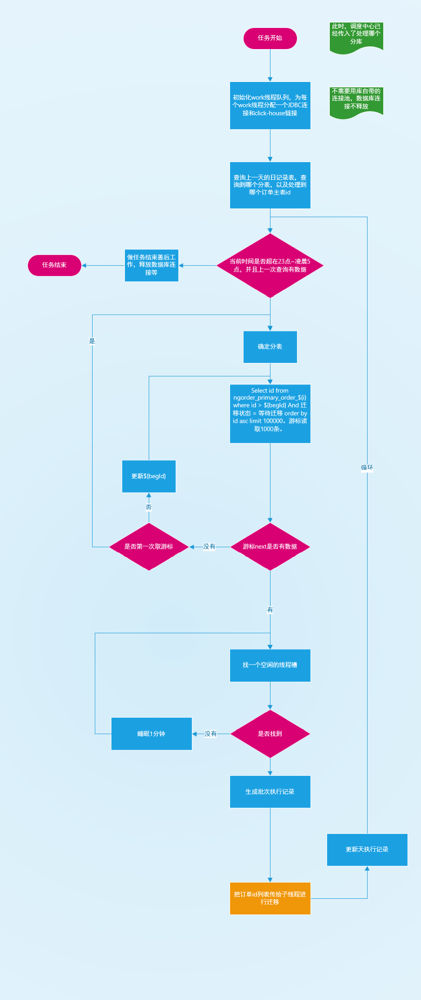 任务开始
此时，调度中心已
经传入了处理哪个
分库
初始化work线程队列，为每
个work线程分配一个JDBC连
接和click-house链接
不需要用库自带的
连接池，数据库连
接不释放
查询上一天的日记录表，查
询到哪个分表，以及处理到
哪个订单主表id
当前时间是否超在23点~凌晨5
点，并且上一次查询有数据
做任务结束善后工
作，释放数据库连
接等
任务结束
是
确定分表
Select id from
ngorder_primary_order_${i}
where id > ${begId} And 迁
移状态 = 等待迁移 order by
id asc limit 100000。游标读
取1000条。
循环
更新${begId}
否
是否第一次取游标
没有
游标next是否有数据
有
找一个空闲的线程槽
睡眠1分钟
没有
是否找到
生成批次执行记录
更新天执行记录
把订单id列表传给子线程进
行迁移